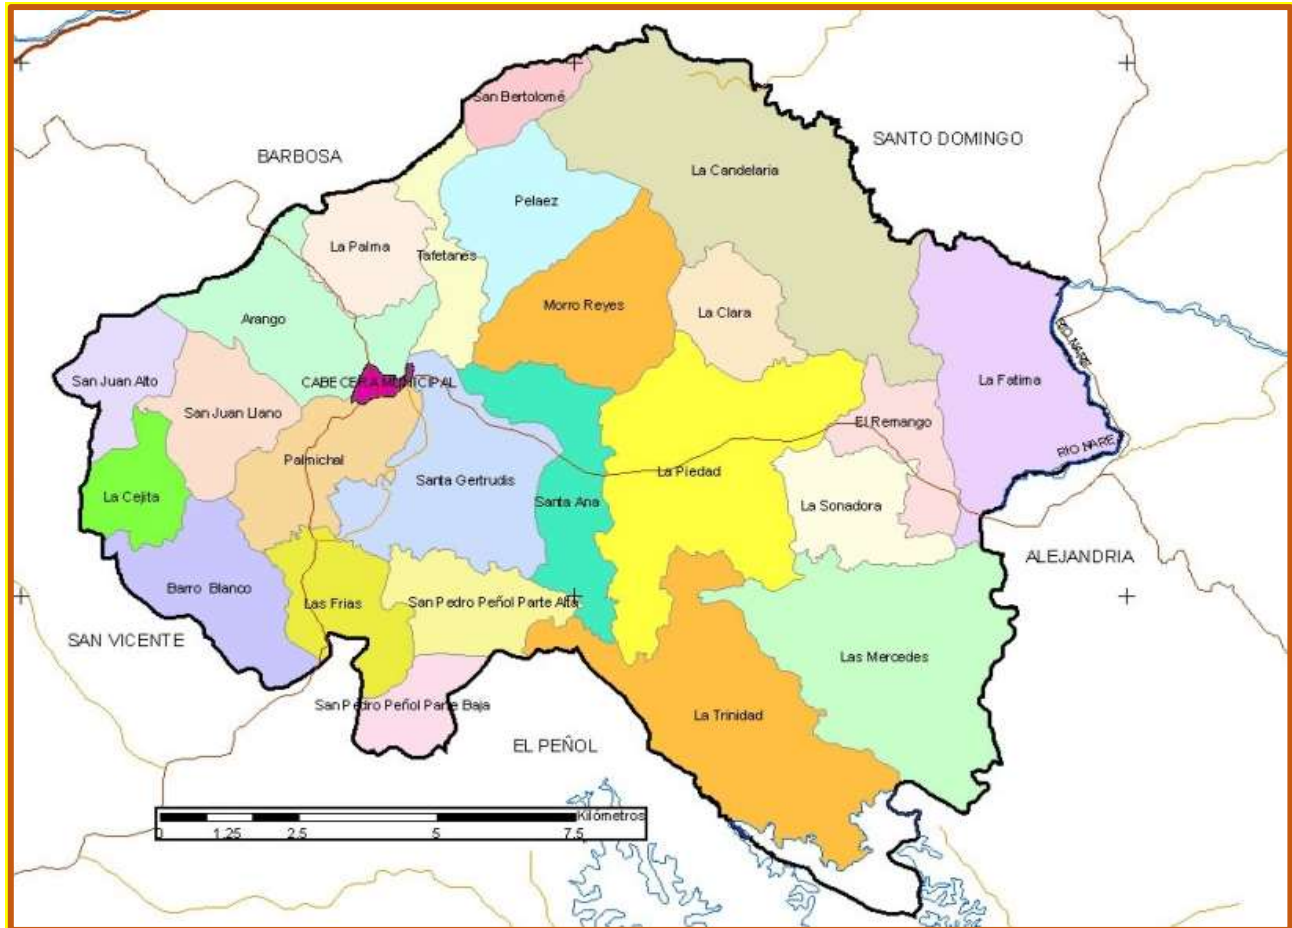 San Bertolomé
SANTO DOMINGO
BARBOSA
La Candelaria
Pelaez
La Palma
Tafetanes
Morro Reyes
La Clara
Arango
RIO NARE
San Juan Alto
CABECERA MUNICIPAL
La Fatima
San Juan Llano
El Remango
RIO NARE
Palmichal
La Piedad
Santa Gertrudis
La Cejita
Santa Ana
La Sonadora
ALEJANDRIA
Barro Blanco
Las Frias
San Pedro Peñol Parte Alta
SAN VICENTE
Las Mercedes
San Pedro Peñol Parte Baja
La Trinidad
EL PEÑOL
Kilómetros
0 1.25 2.5 5 7.5